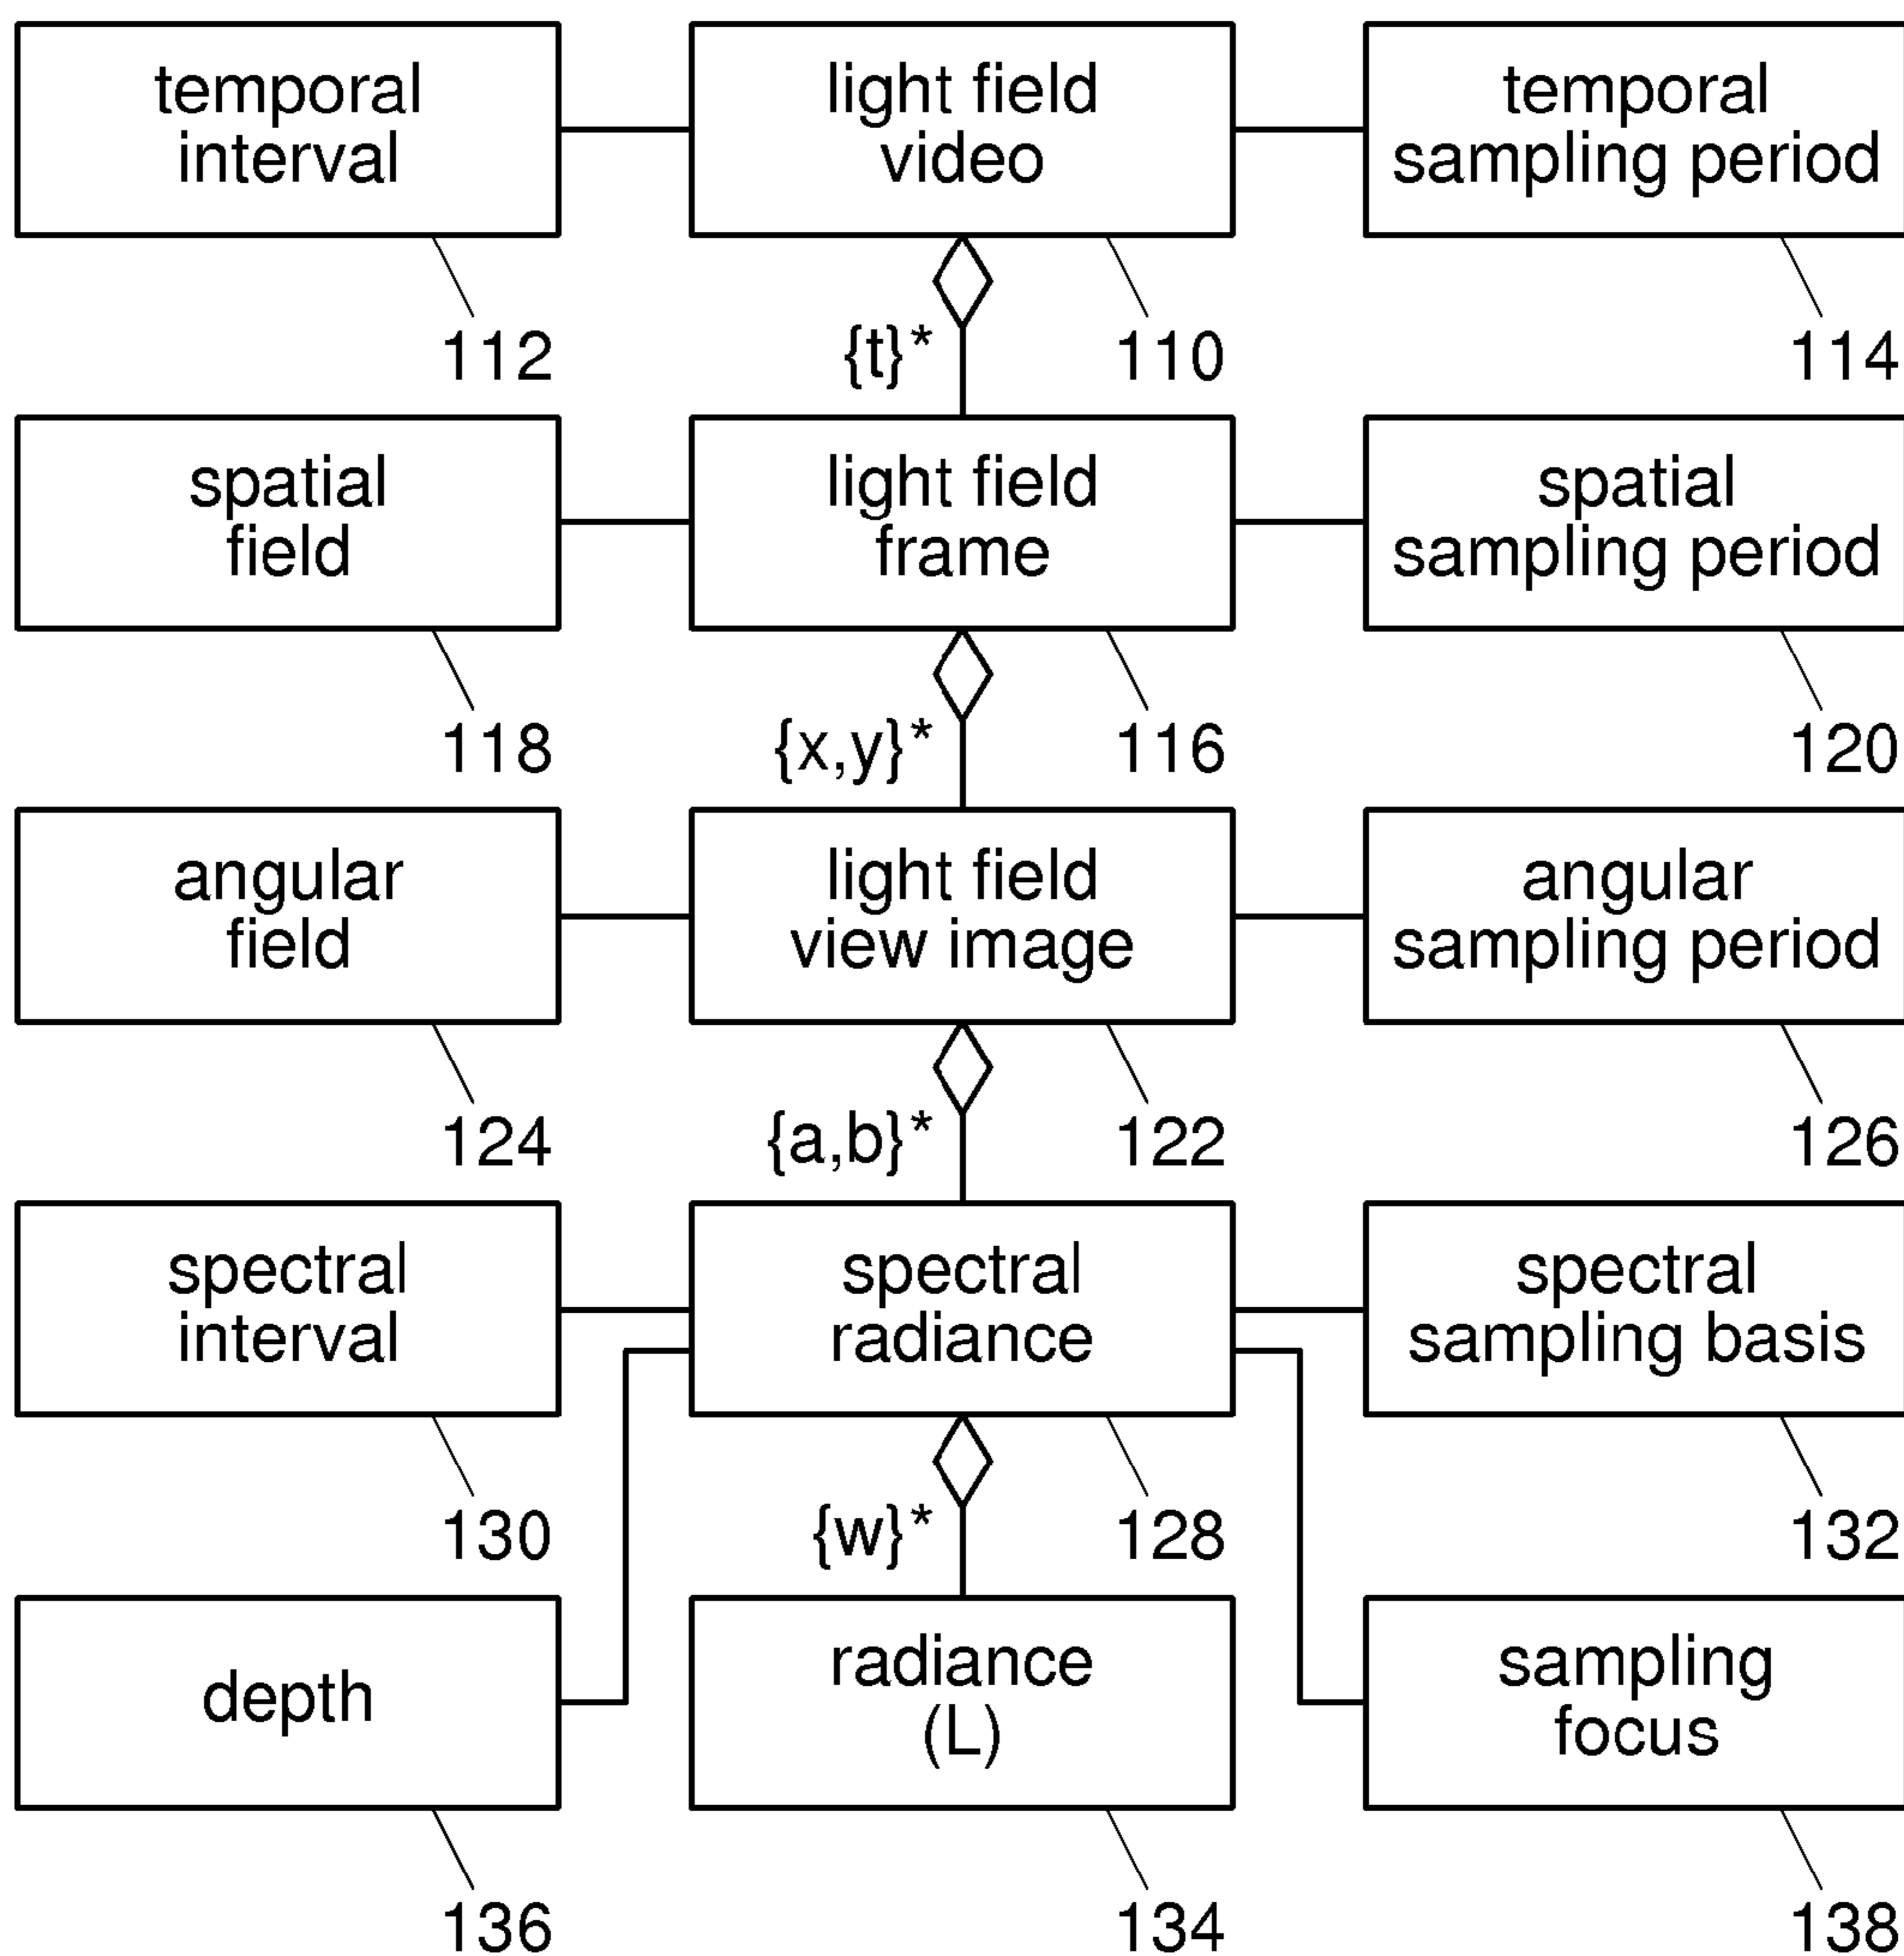 temporal
interval
light field
video
temporal
sampling period
112
{t}*
110
114
spatial
field
light field
frame
spatial
sampling period
118
{x,y}*
116
120
angular
field
light field
view image
angular
sampling period
124
{a,b}*
122
126
spectral
interval
spectral
radiance
spectral
sampling basis
130
{w}*
128
132
depth
radiance
(L)
sampling
focus
136
134
138